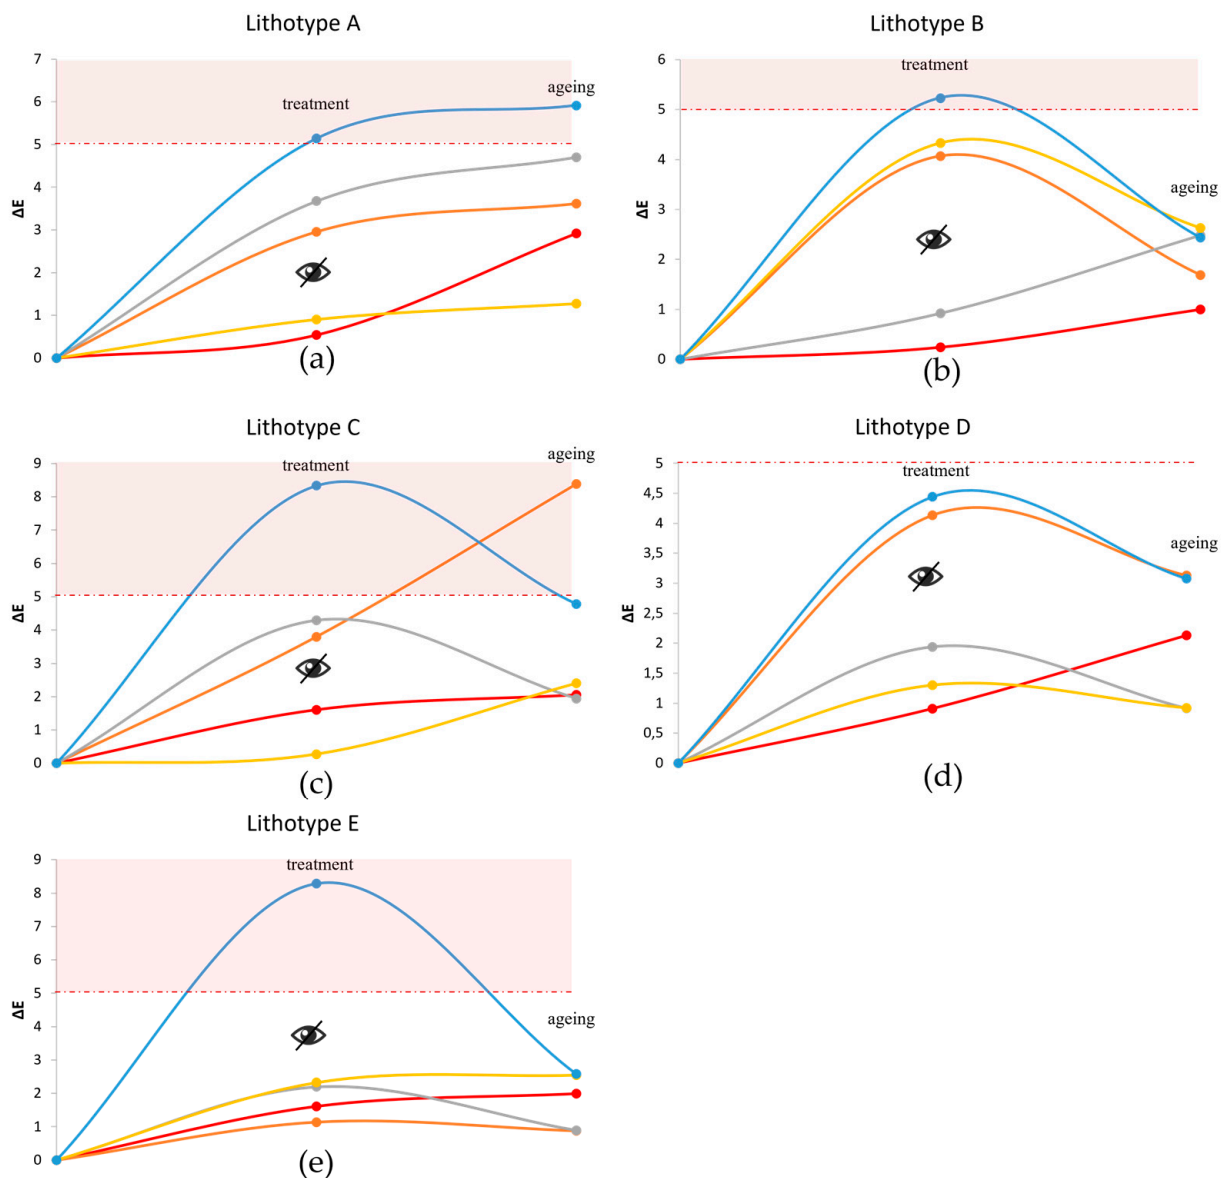 Lithotype A
7
6
5
4
3
2
1
0
ΔE
treatment
ageing
(a)
Lithotype B
6
5
4
3
2
1
0
ΔE
treatment
ageing
(b)
Lithotype C
9
8
7
6
5
4
3
2
1
0
ΔE
treatment
ageing
(c)
Lithotype D
5
4,5
4
3,5
3
2,5
2
1,5
1
0,5
0
ΔE
treatment
ageing
(d)
Lithotype E
9
8
7
6
5
4
3
2
1
0
ΔE
treatment
ageing
(e)